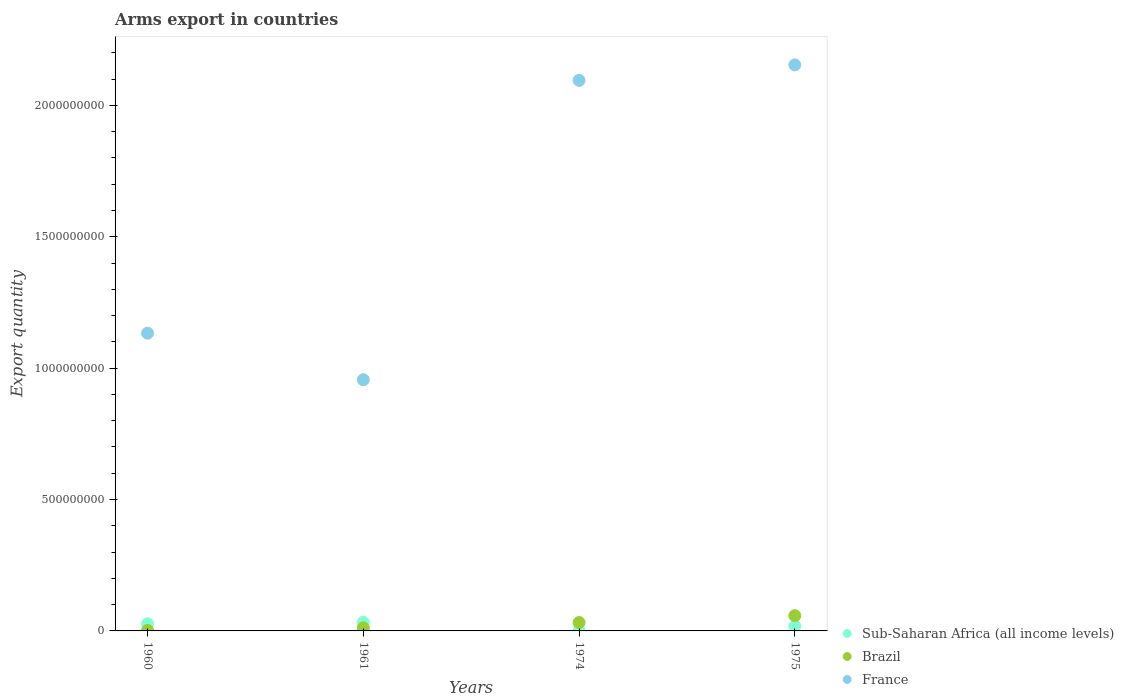 Arms export in countries
Export quantity
2000000000
1500000000
1000000000
500000000
0
1960
1961
1974
1975
Years
Sub-Saharan Africa (all income levels)
Brazil
France